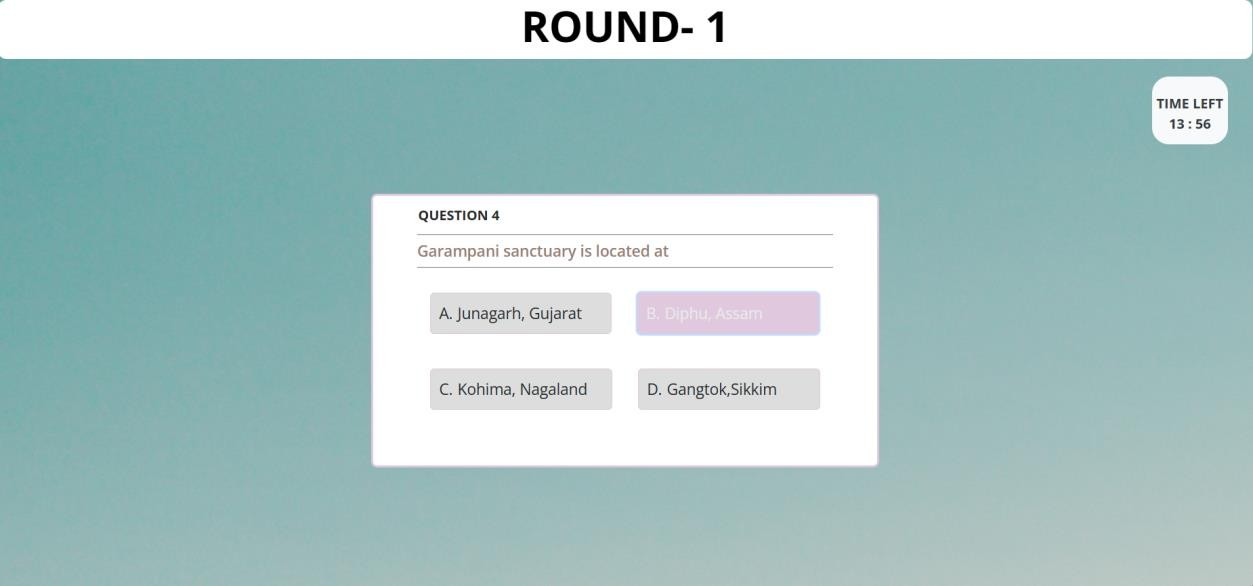 ROUND- 1
TIME LEFT
13 : 56
QUESTION 4
Garampani sanctuary is located at
A. Junagarh, Gujarat
B. Diphu, Assam
C. Kohima, Nagaland
D. Gangtok,Sikkim